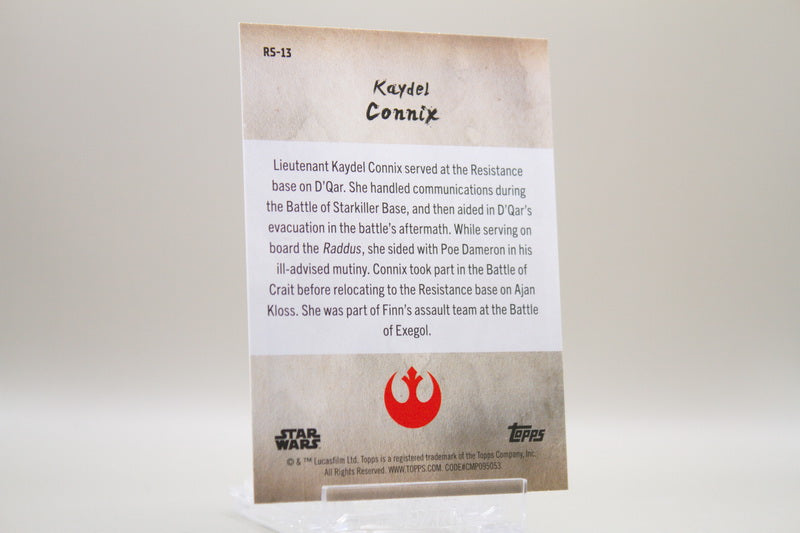 RS-13
Kaydel
Connix
Lieutenant Kaydel Connix served at the Resistance
base on D'Qar. She handled communications during
the Battle of Starkiller Base, and then aided in D'Qar's
evacuation in the battle's aftermath. While serving on
board the Raddus, she sided with Poe Dameron in his
ill-advised mutiny. Connix took part in the Battle of
Crait before relocating to the Resistance base on Ajan
Kloss. She was part of Finn's assault team at the Battle
of Exegol.
STAR
WARS
Topps
© & ™ Lucasfilm Ltd. Topps is a registered trademark of the Topps Company, Inc.
All Rights Reserved. WWW.TOPPS.COM. CODE#CMP095053